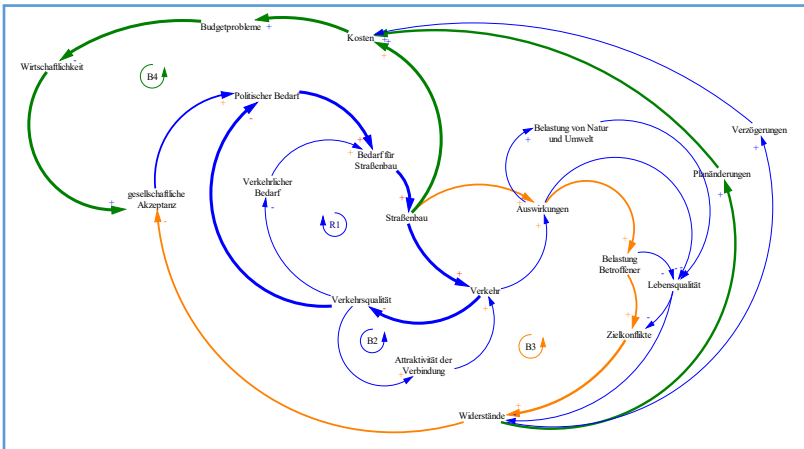 Budgetprobleme
Kosten
Wirtschaftlichkeit
B4
Politischer Bedarf
Belastung von Natur
und Umwelt
Verzögerungen
Bedarf für
Straßenbau
Verkehrlicher
Bedarf
Planänderungen
gesellschaftliche
Akzeptanz
Straßenbau
Auswirkungen
R1
Belastung
Betroffener
Lebensqualität
Verkehr
Verkehrsqualität
Zielkonflikte
B2
B3
Attraktivität der
Verbindung
Widerstände